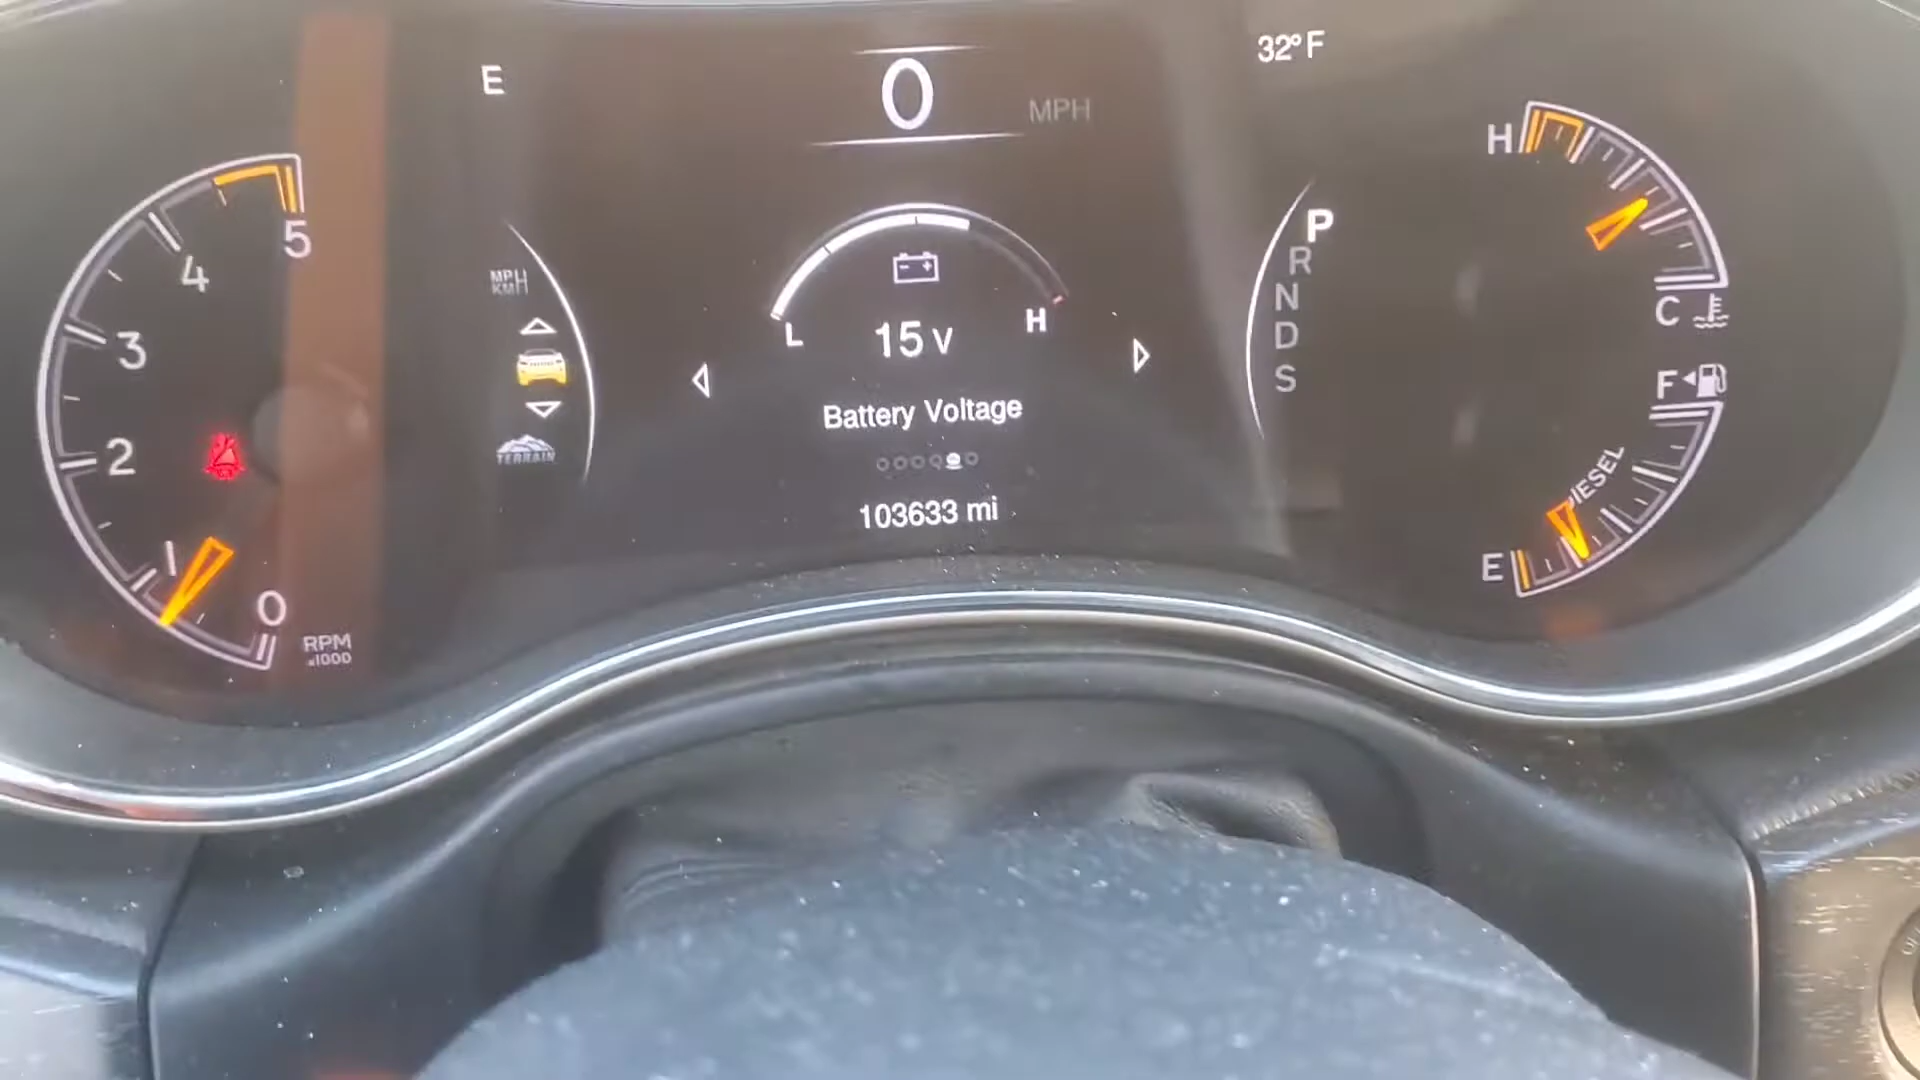 E
0
MPH
32°F
5
4
3
2
1
0
RPM
x1000
MPH
KMH
TERRAIN
L
H
15 v
Battery Voltage
103633 mi
P
R
N
D
S
H
C
F
DIESEL
E